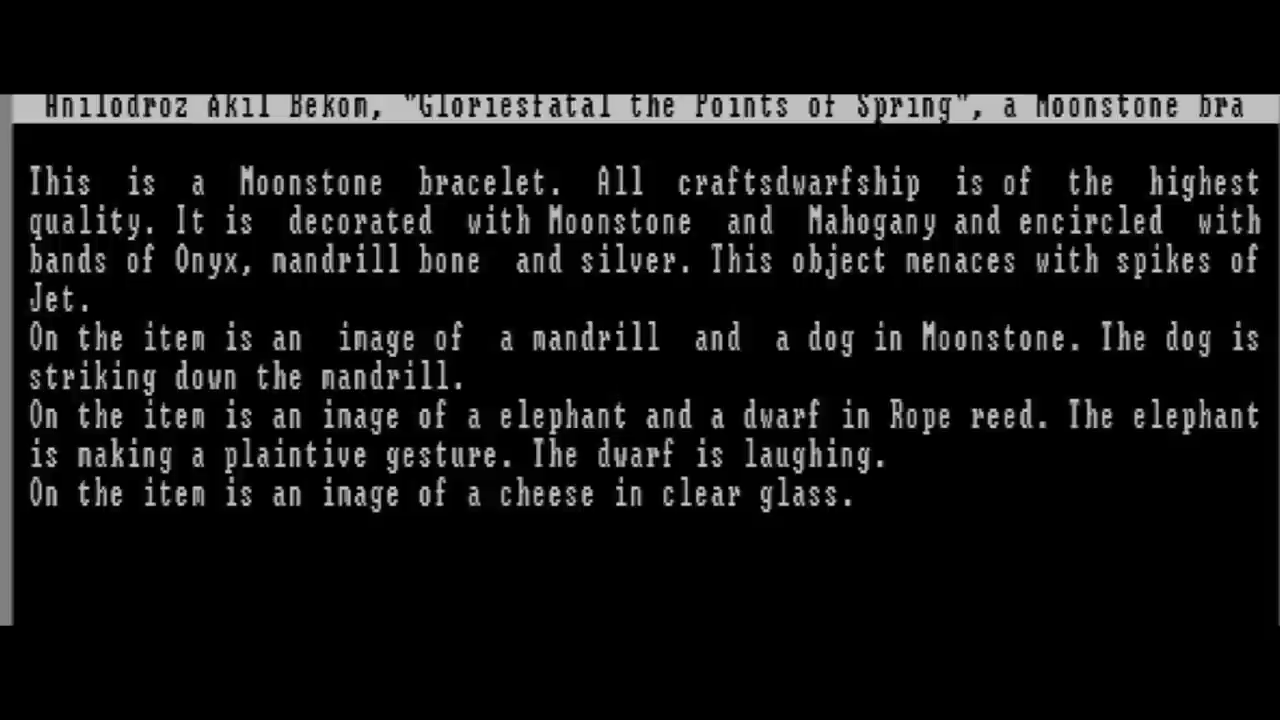 Anilodroz Akil Bekom, "Gloriesfatal the Points of Spring", a Moonstone bra
This is a Moonstone bracelet. All craftsdwarfship is of the highest
quality. It is decorated with Moonstone and Mahogany and encircled with
bands of Onyx, mandrill bone and silver. This object menaces with spikes of
Jet.
On the item is an image of a mandrill and a dog in Moonstone. The dog is
striking down the mandrill.
On the item is an image of a elephant and a dwarf in Rope reed. The elephant
is making a plaintive gesture. The dwarf is laughing.
On the item is an image of a cheese in clear glass.